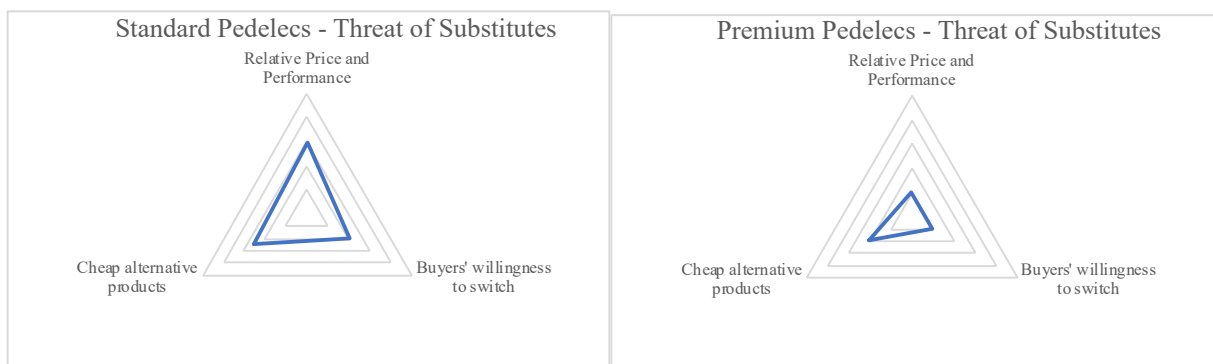 Standard Pedelecs - Threat of Substitutes
Relative Price and
Performance
Cheap alternative
products
Buyers' willingness
to switch
Premium Pedelecs - Threat of Substitutes
Relative Price and
Performance
Cheap alternative
products
Buyers' willingness
to switch